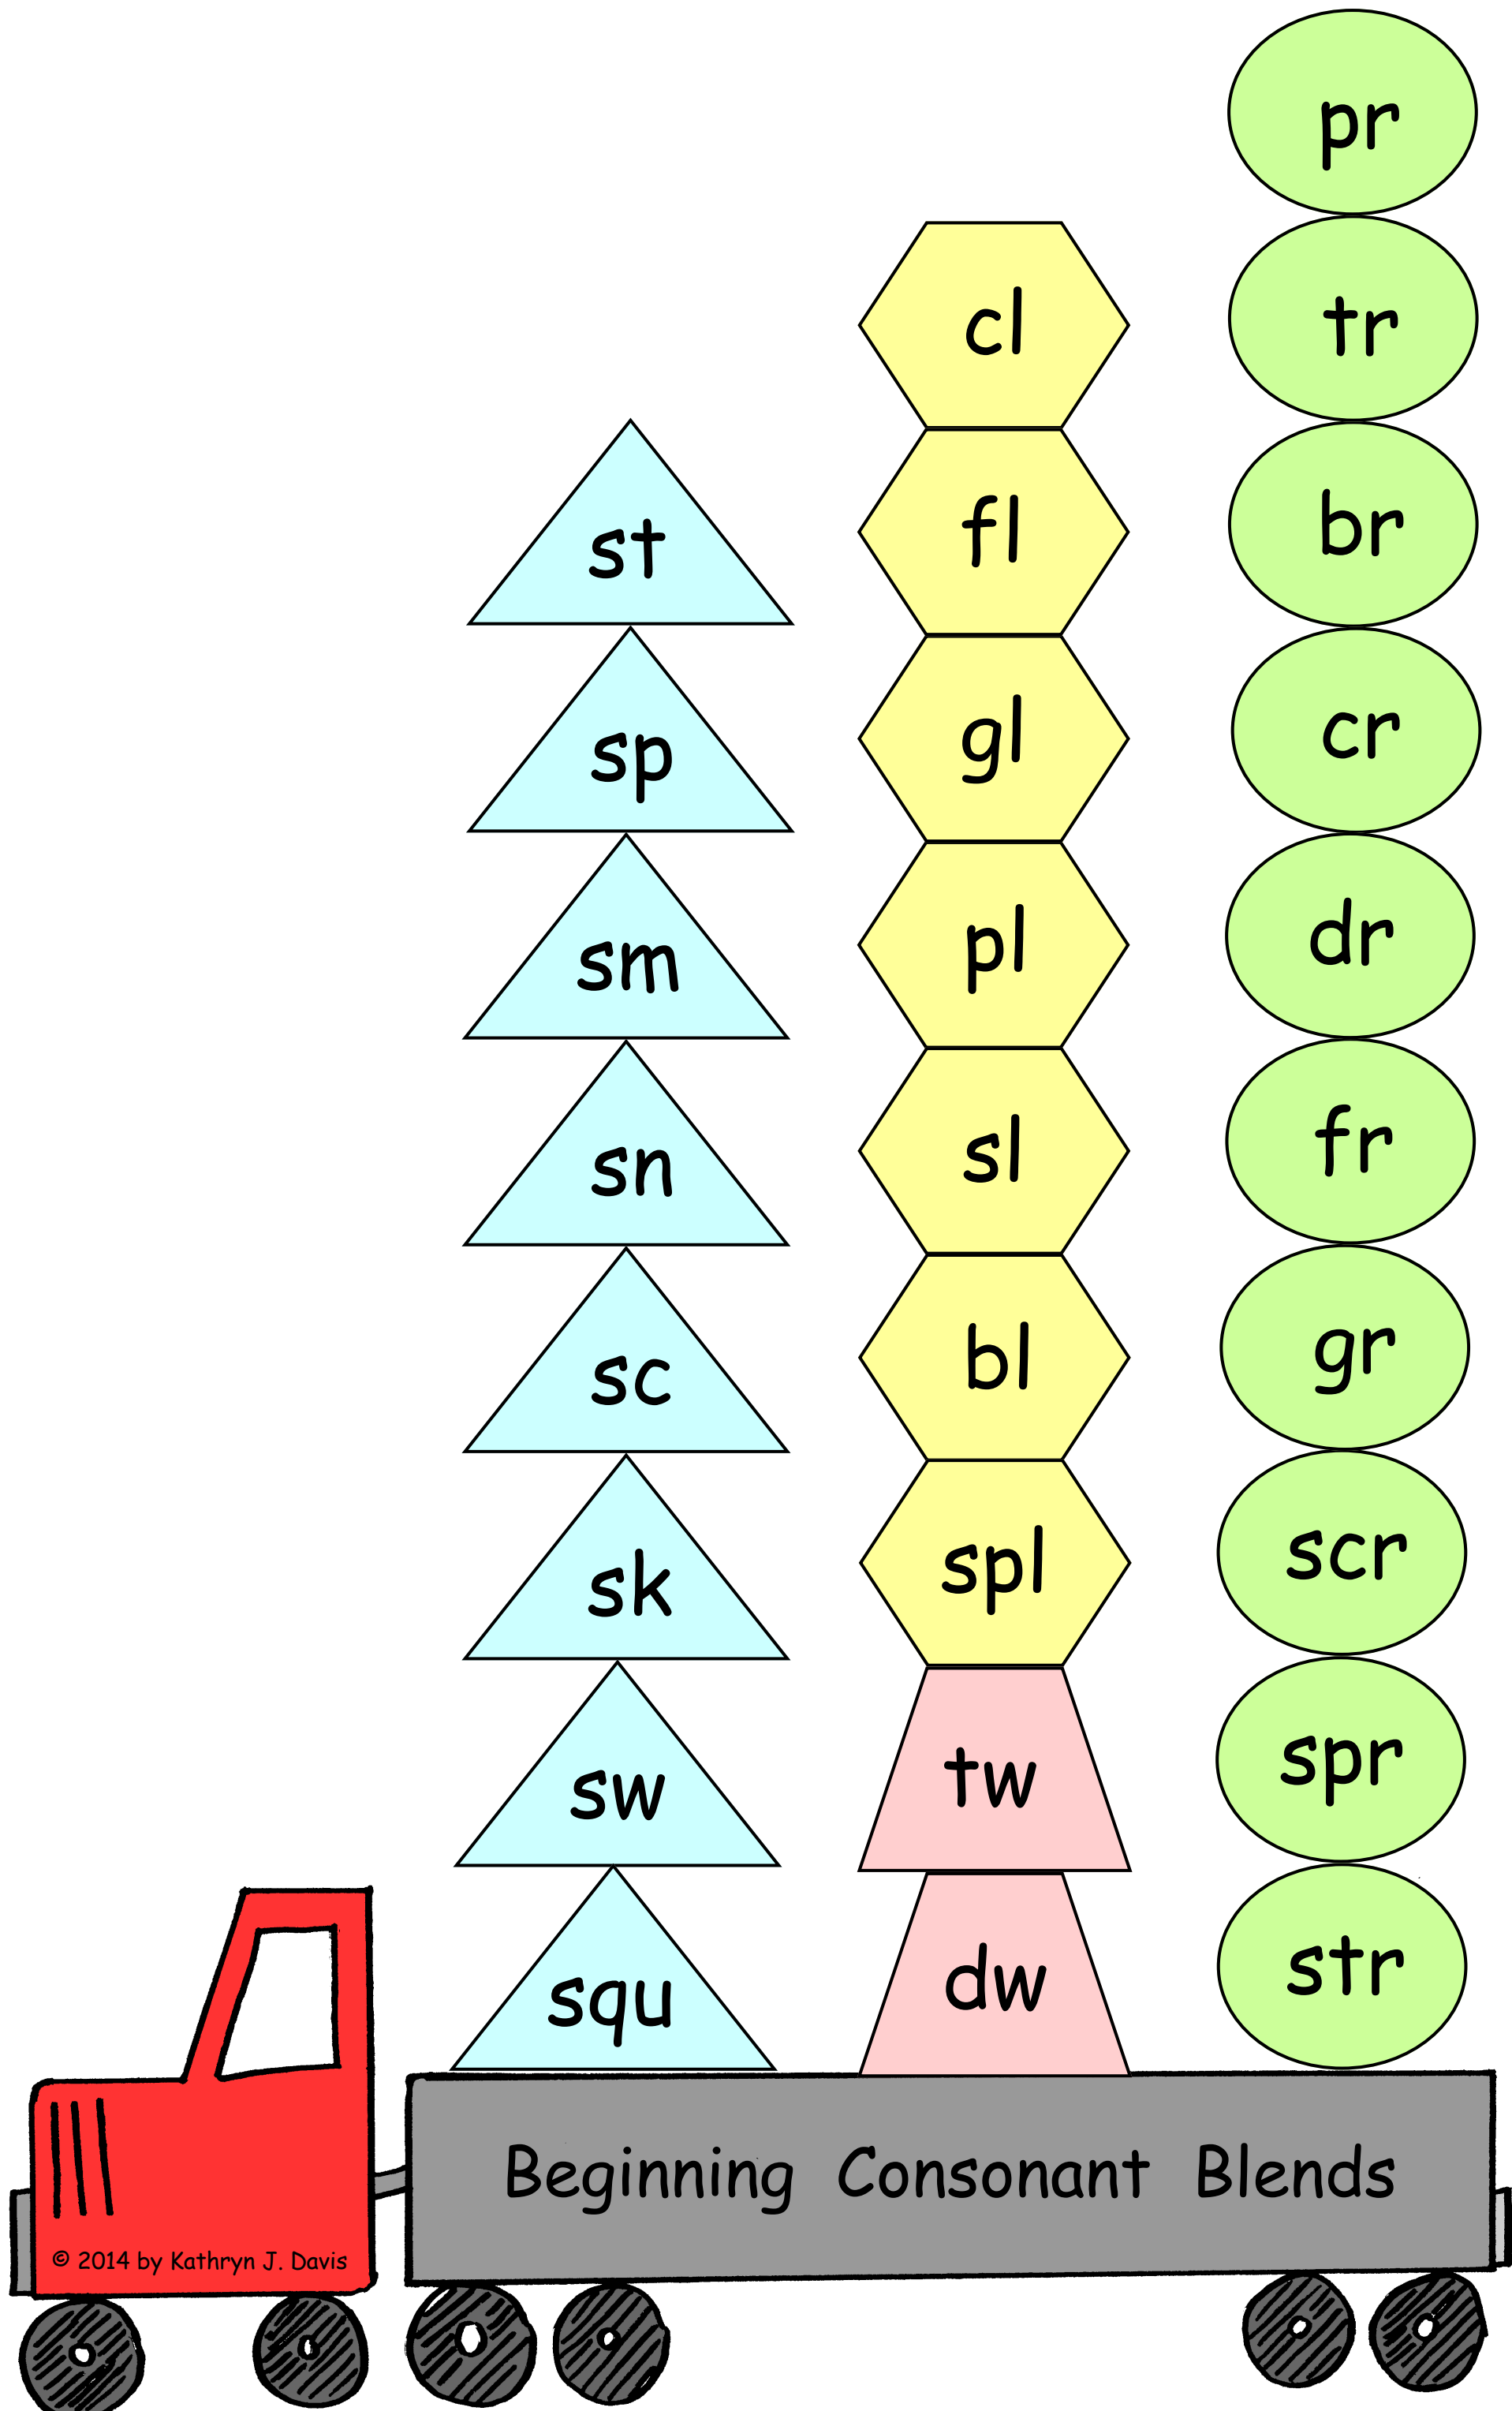 st
sp
sm
sn
sc
sk
sw
squ
cl
fl
gl
pl
sl
bl
spl
tw
dw
pr
tr
br
cr
dr
fr
gr
scr
spr
str
Beginning Consonant Blends
© 2014 by Kathryn J. Davis